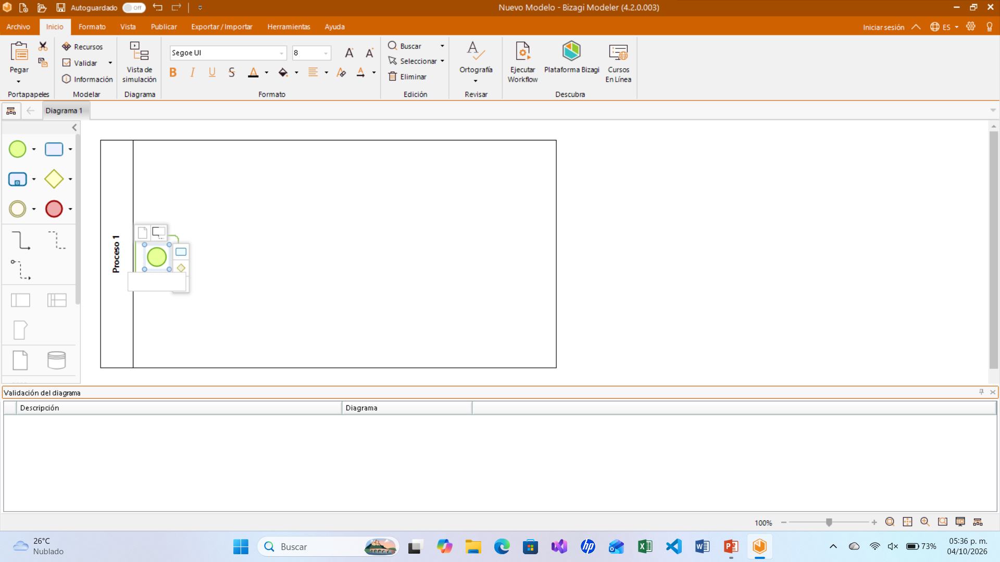 Autoguardado
Off
Nuevo Modelo - Bizagi Modeler (4.2.0.003)
Archivo
Inicio
Formato
Vista
Publicar
Exportar / Importar
Herramientas
Ayuda
Iniciar sesión
ES
Pegar
Recursos
Validar
Información
Vista de
simulación
Segoe UI
8
Buscar
Seleccionar
Eliminar
Ortografía
Ejecutar
Workflow
Plataforma Bizagi
Cursos
En Línea
Portapapeles
Modelar
Diagrama
Formato
Edición
Revisar
Descubra
Diagrama 1
Proceso 1
Validación del diagrama
Descripción
Diagrama
100%
26°C
Nublado
Buscar
73%
05:36 p. m.
04/10/2026